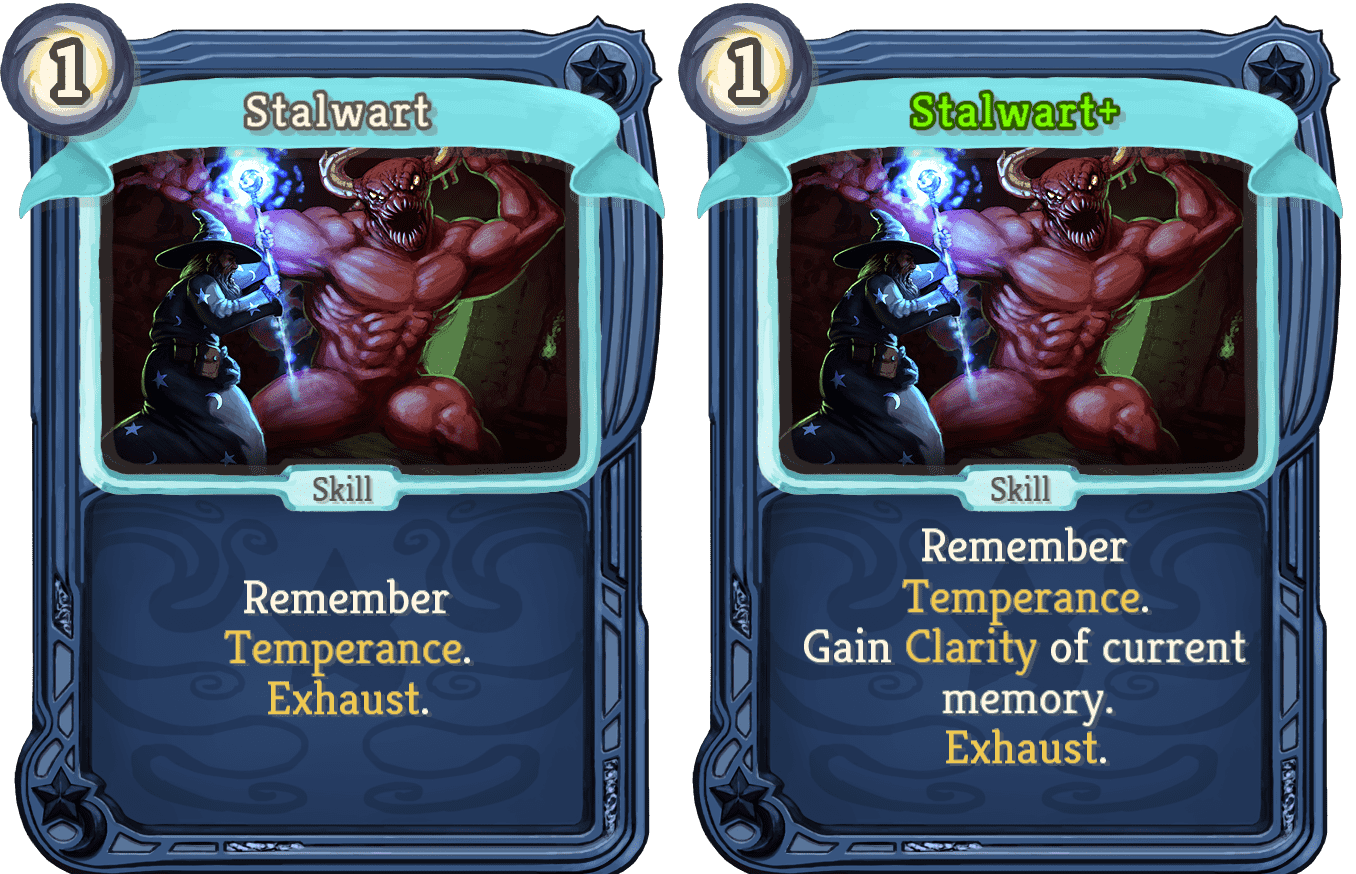 1
Stalwart
Skill
Remember
Temperance.
Exhaust.
1
Stalwart+
Skill
Remember
Temperance.
Gain Clarity of current
memory.
Exhaust.